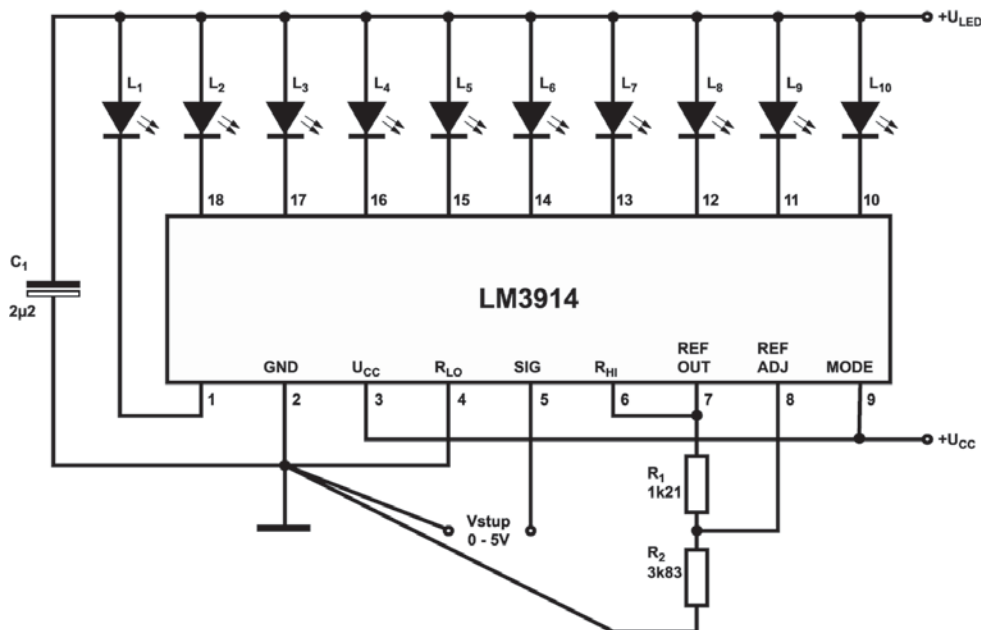 +U_LED
L1 L2 L3 L4 L5 L6 L7 L8 L9 L10
18 17 16 15 14 13 12 11 10
C1
2µ2
LM3914
REF REF
GND UCC RLO SIG RHI OUT ADJ MODE
1 2 3 4 5 6 7 8 9
+UCC
R1
1k21
Vstup
0 - 5V
R2
3k83